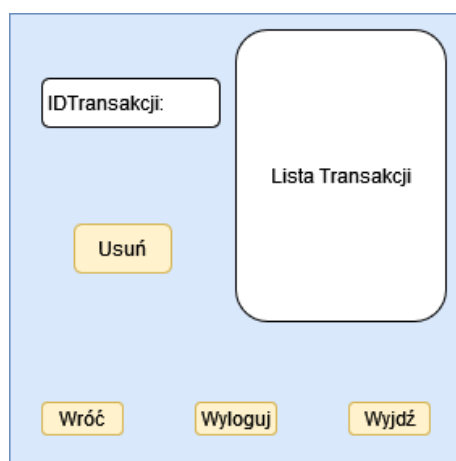 IDTransakcji:
Lista Transakcji
Usuń
Wróć
Wyloguj
Wyjdź